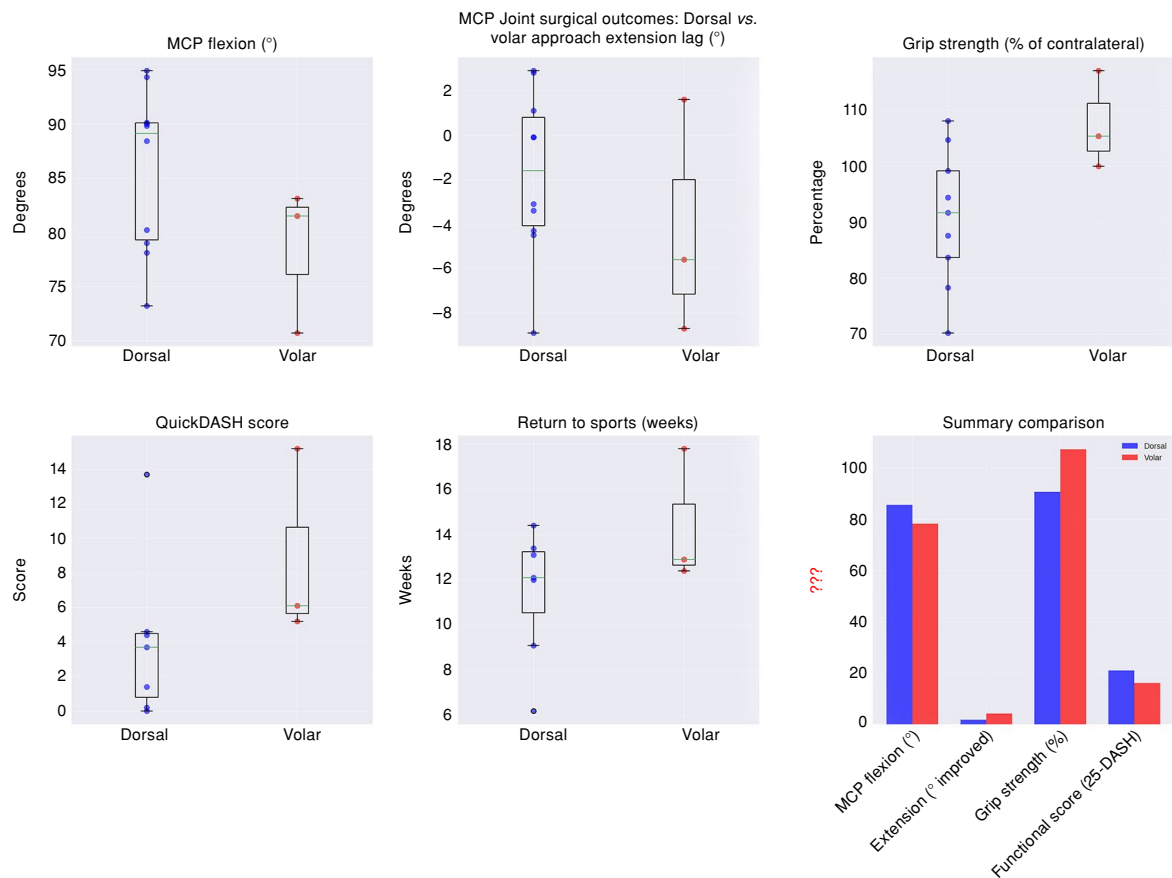 MCP flexion (°)
Degrees
95
90
85
80
75
70
Dorsal
Volar
MCP Joint surgical outcomes: Dorsal vs.
volar approach extension lag (°)
Degrees
2
0
−2
−4
−6
−8
Dorsal
Volar
Grip strength (% of contralateral)
Percentage
110
100
90
80
70
Dorsal
Volar
QuickDASH score
Score
14
12
10
8
6
4
2
0
Dorsal
Volar
Return to sports (weeks)
Weeks
18
16
14
12
10
8
6
Dorsal
Volar
Summary comparison
Dorsal
Volar
???
100
80
60
40
20
0
MCP flexion (°)
Extension (° improved)
Grip strength (%)
Functional score (25-DASH)